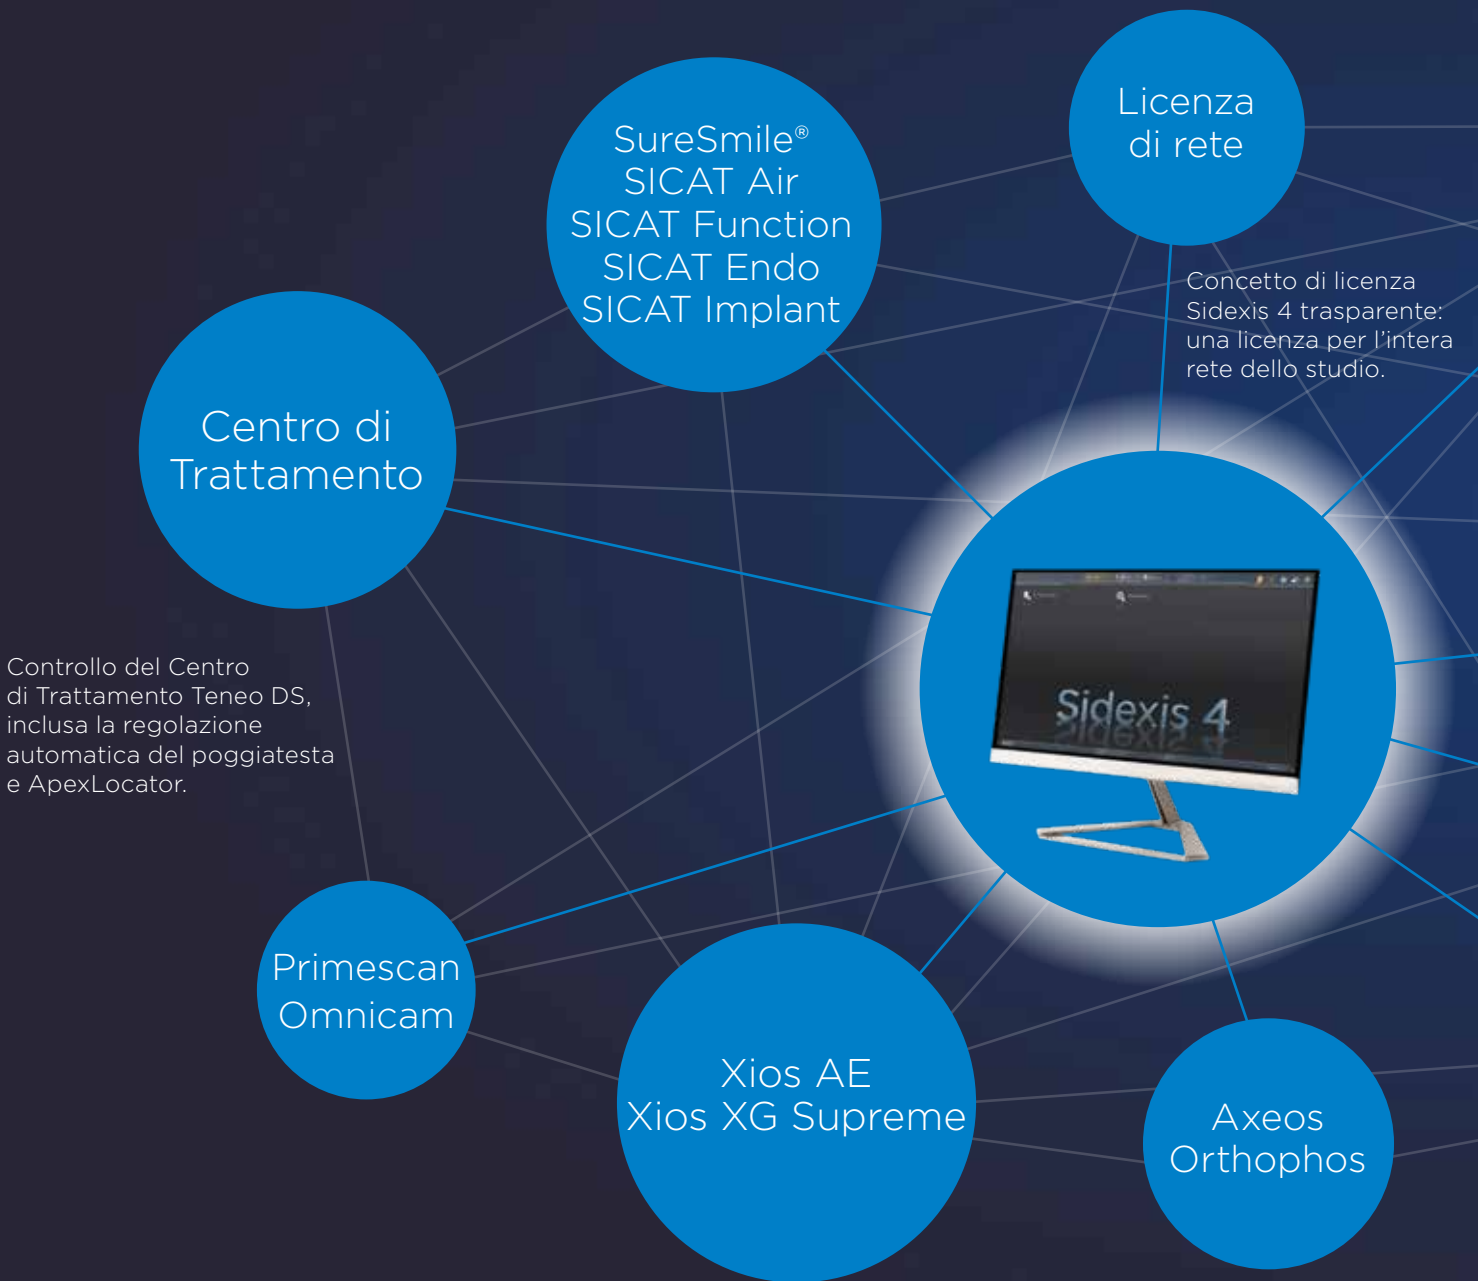 Licenza
di rete
SureSmile®
SICAT Air
SICAT Function
SICAT Endo
SICAT Implant
Concetto di licenza
Sidexis 4 trasparente:
una licenza per l’intera
rete dello studio.
Centro di
Trattamento
Controllo del Centro
di Trattamento Teneo DS,
inclusa la regolazione
automatica del poggiatesta
e ApexLocator.
Sidexis 4
Primescan
Omnicam
Xios AE
Xios XG Supreme
Axeos
Orthophos